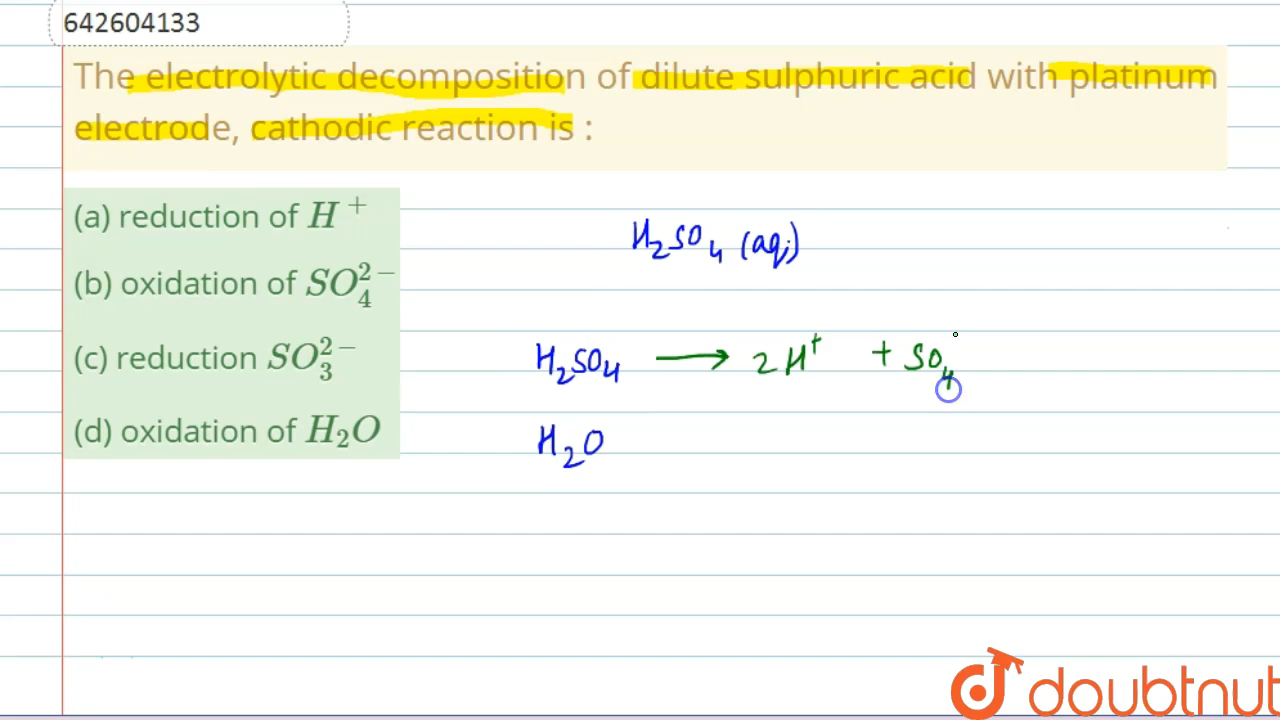 642604133
The electrolytic decomposition of dilute sulphuric acid with platinum
electrode, cathodic reaction is :
(a) reduction of H⁺
(b) oxidation of SO₄²⁻
(c) reduction SO₃²⁻
(d) oxidation of H₂O
H₂SO₄ (aq)
H₂SO₄ ⟶ 2H⁺ + SO₄
H₂O
doubtnut